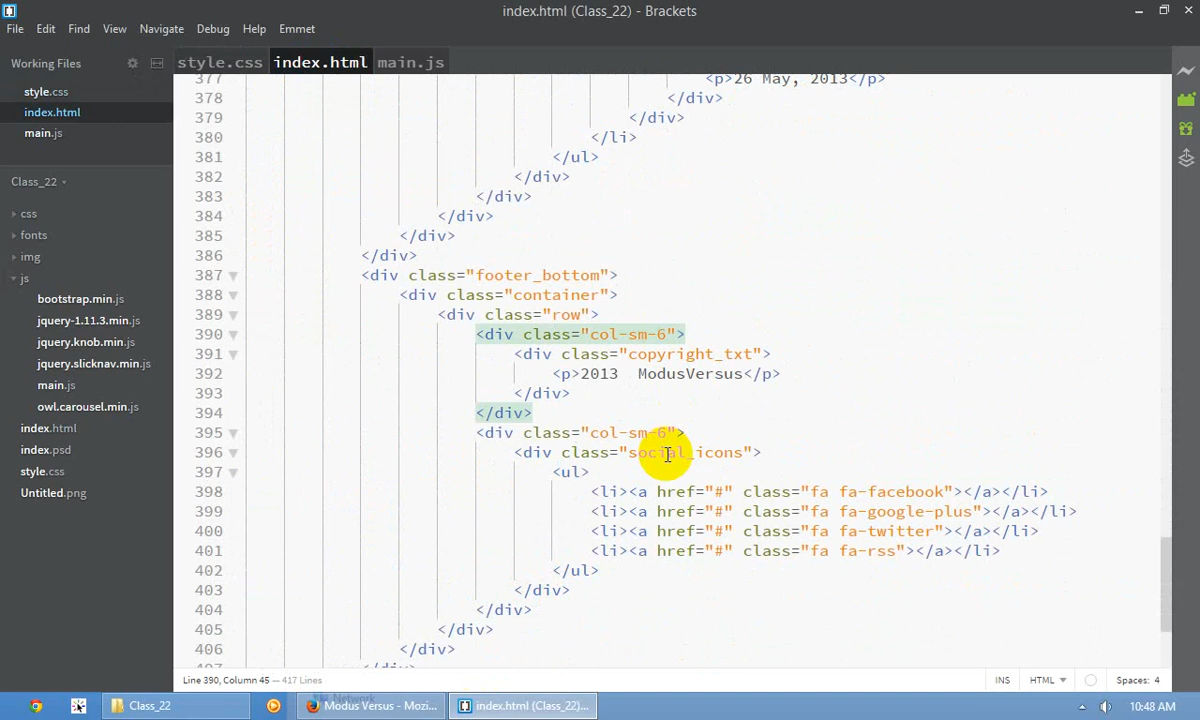 index.html (Class_22) - Brackets
File Edit Find View Navigate Debug Help Emmet
Working Files
style.css
index.html
main.js
Class_22
css
fonts
img
js
bootstrap.min.js
jquery-1.11.3.min.js
jquery.knob.min.js
jquery.slicknav.min.js
main.js
owl.carousel.min.js
index.html
index.psd
style.css
Untitled.png
style.css index.html main.js
377 <p>26 May, 2013</p>
378 </div>
379 </div>
380 </li>
381 </ul>
382 </div>
383 </div>
384 </div>
385 </div>
386 </div>
387 <div class="footer_bottom">
388 <div class="container">
389 <div class="row">
390 <div class="col-sm-6">
391 <div class="copyright_txt">
392 <p>2013  ModusVersus</p>
393 </div>
394 </div>
395 <div class="col-sm-6">
396 <div class="social_icons">
397 <ul>
398 <li><a href="#" class="fa fa-facebook"></a></li>
399 <li><a href="#" class="fa fa-google-plus"></a></li>
400 <li><a href="#" class="fa fa-twitter"></a></li>
401 <li><a href="#" class="fa fa-rss"></a></li>
402 </ul>
403 </div>
404 </div>
405 </div>
406 </div>
407 </div>
Line 390, Column 45 — 417 Lines
INS HTML Spaces: 4
Network
Class_22 Modus Versus - Mozi... index.html (Class_22)... 10:48 AM